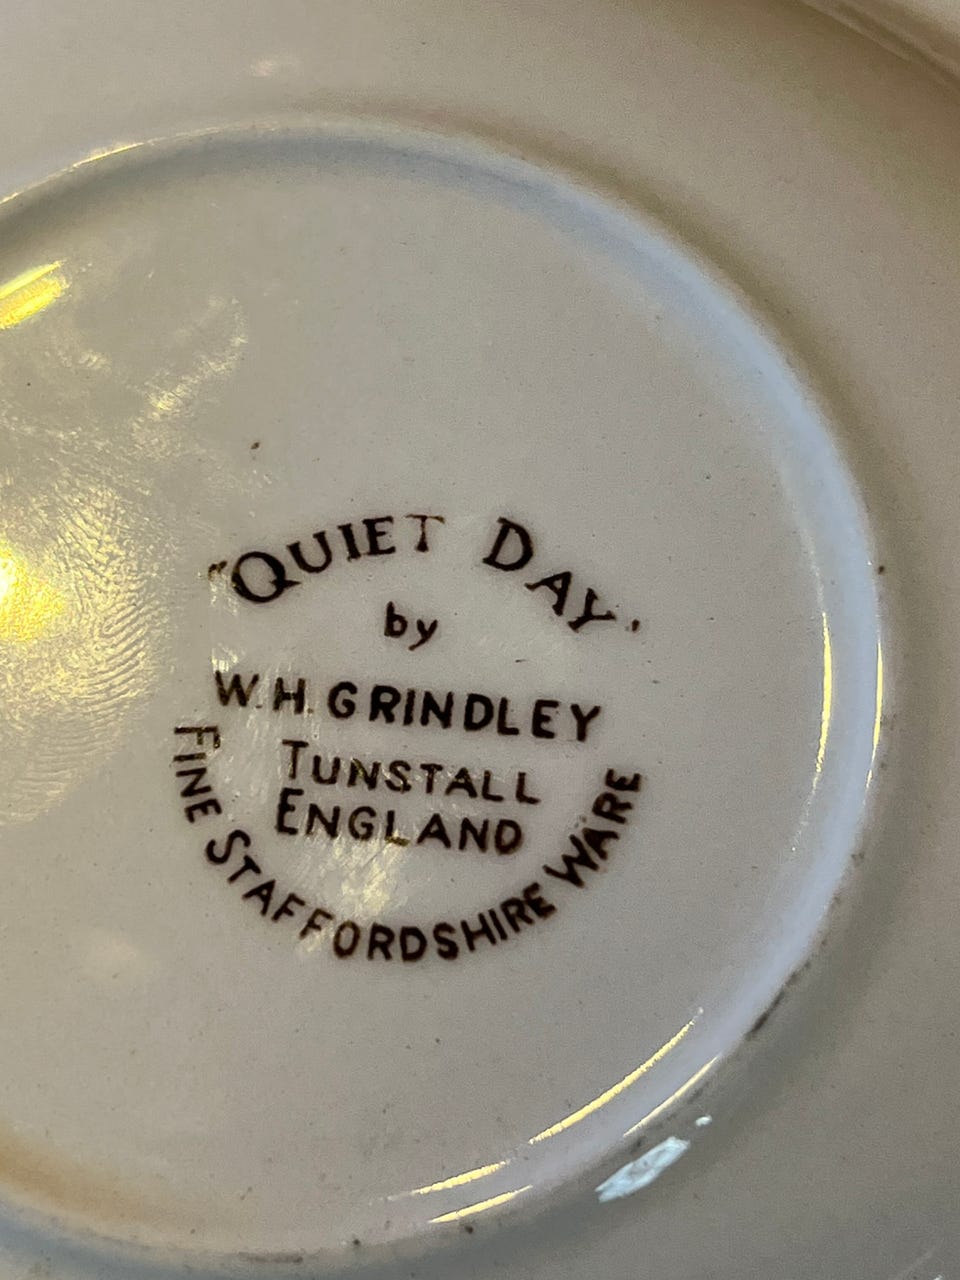 "QUIET DAY"
by
W.H. GRINDLEY
TUNSTALL
ENGLAND
FINE STAFFORDSHIRE WARE